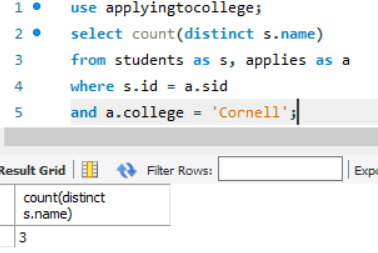 1 use applyingtocollege;
2 select count(distinct s.name)
3 from students as s, applies as a
4 where s.id = a.sid
5 and a.college = 'Cornell';
Result Grid Filter Rows: Expo
count(distinct
s.name)
3